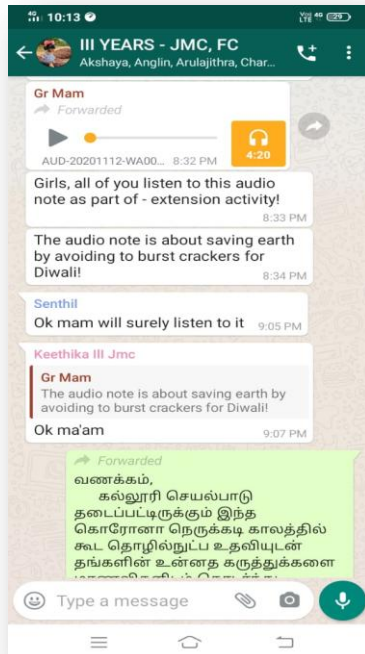 4G 10:13
VoI) LTE 4G 29
III YEARS - JMC, FC
Akshaya, Anglin, Arulajithra, Char...
Gr Mam
Forwarded
4:20
AUD-20201112-WA00... 8:32 PM
Girls, all of you listen to this audio
note as part of - extension activity!
8:33 PM
The audio note is about saving earth
by avoiding to burst crackers for
Diwali!
8:34 PM
Senthil
Ok mam will surely listen to it 9:05 PM
Keethika III Jmc
Gr Mam
The audio note is about saving earth by
avoiding to burst crackers for Diwali!
Ok ma'am
9:07 PM
Forwarded
வணக்கம்,
கல்லூரி செயல்பாடு
தடைப்பட்டிருக்கும் இந்த
கொரோனா நெருக்கடி காலத்தில்
கூட தொழில்நுட்ப உதவியுடன்
தங்களின் உன்னத கருத்துக்களை
Type a message